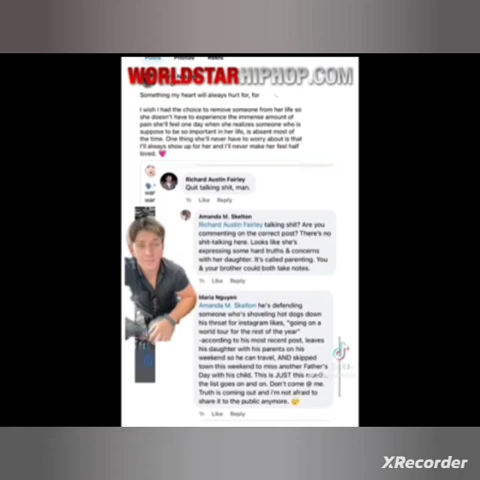 Posts Photos Reels
WORLDSTARHIPHOP.COM
Something my heart will always hurt for, for
I wish I had the choice to remove someone from her life so
she doesn't have to experience the immense amount of
pain she'll feel one day when she realizes someone who is
suppose to be so important in her life, is absent most of
the time. One thing she'll never have to worry about is that
I'll always show up for her and I'll never make her feel half
loved. 💗
Richard Austin Fairley
Quit talking shit, man.
1h Like Reply
Amanda M. Skelton
Richard Austin Fairley talking shit? Are you
commenting on the correct post? There's no
shit-talking here. Looks like she's
expressing some hard truths & concerns
with her daughter. It's called parenting. You
& your brother could both take notes.
1h Like Reply
Maria Nguyen
Amanda M. Skelton he's defending
someone who's shoveling hot dogs down
his throat for instagram likes, "going on a
world tour for the rest of the year"
-according to his most recent post, leaves
his daughter with his parents on his
weekend so he can travel, AND skipped
town this weekend to miss another Father's
Day with his child. This is JUST this
the list goes on and on. Don't come @ me.
Truth is coming out and i'm not afraid to
share it to the public anymore.
1h Like Reply
XRecorder